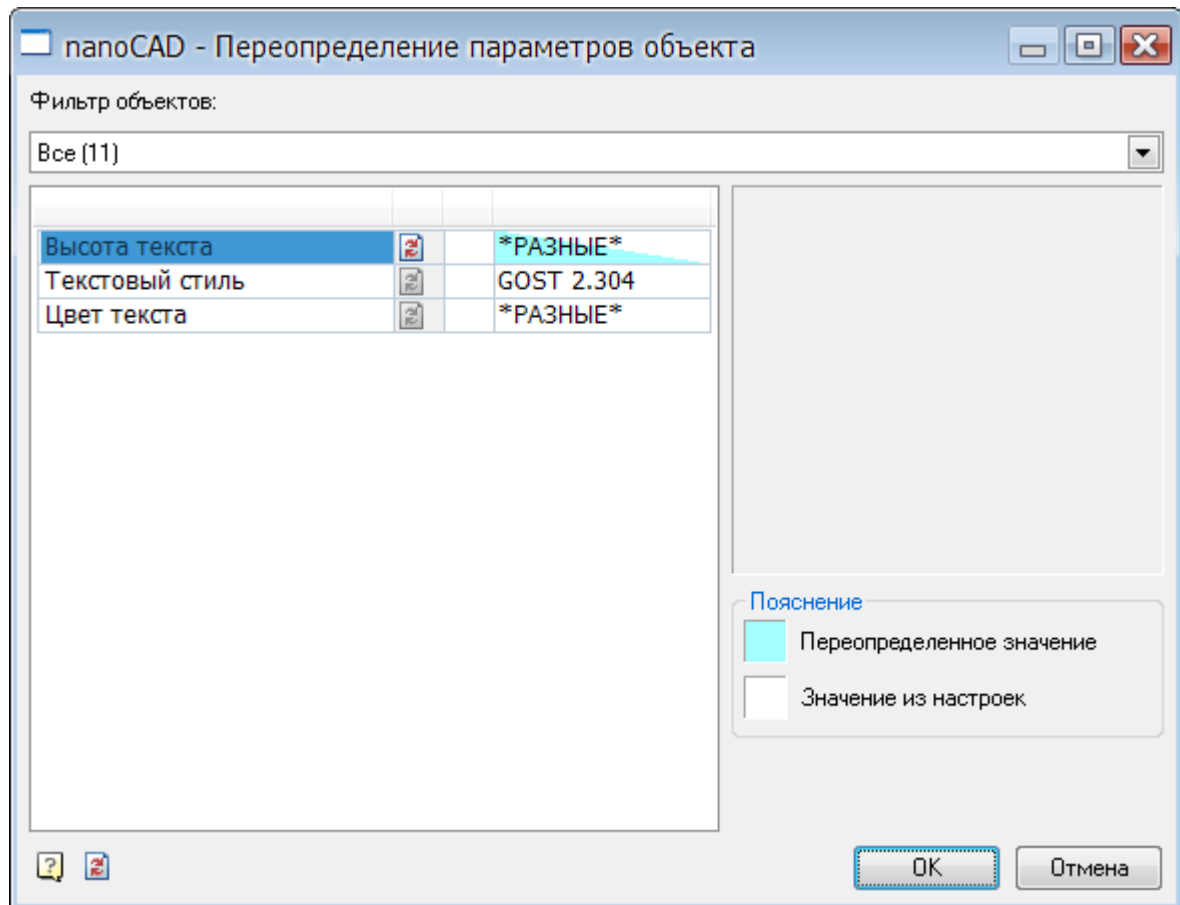 nanoCAD - Переопределение параметров объекта
Фильтр объектов:
Все (11)
Высота текста *РАЗНЫЕ*
Текстовый стиль GOST 2.304
Цвет текста *РАЗНЫЕ*
Пояснение
Переопределенное значение
Значение из настроек
? OK Отмена